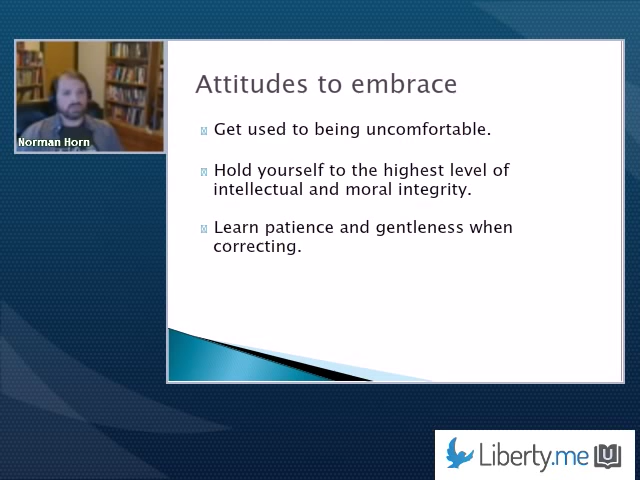 Attitudes to embrace
Get used to being uncomfortable.
Norman Horn
Hold yourself to the highest level of
intellectual and moral integrity.
Learn patience and gentleness when
correcting.
Liberty.me